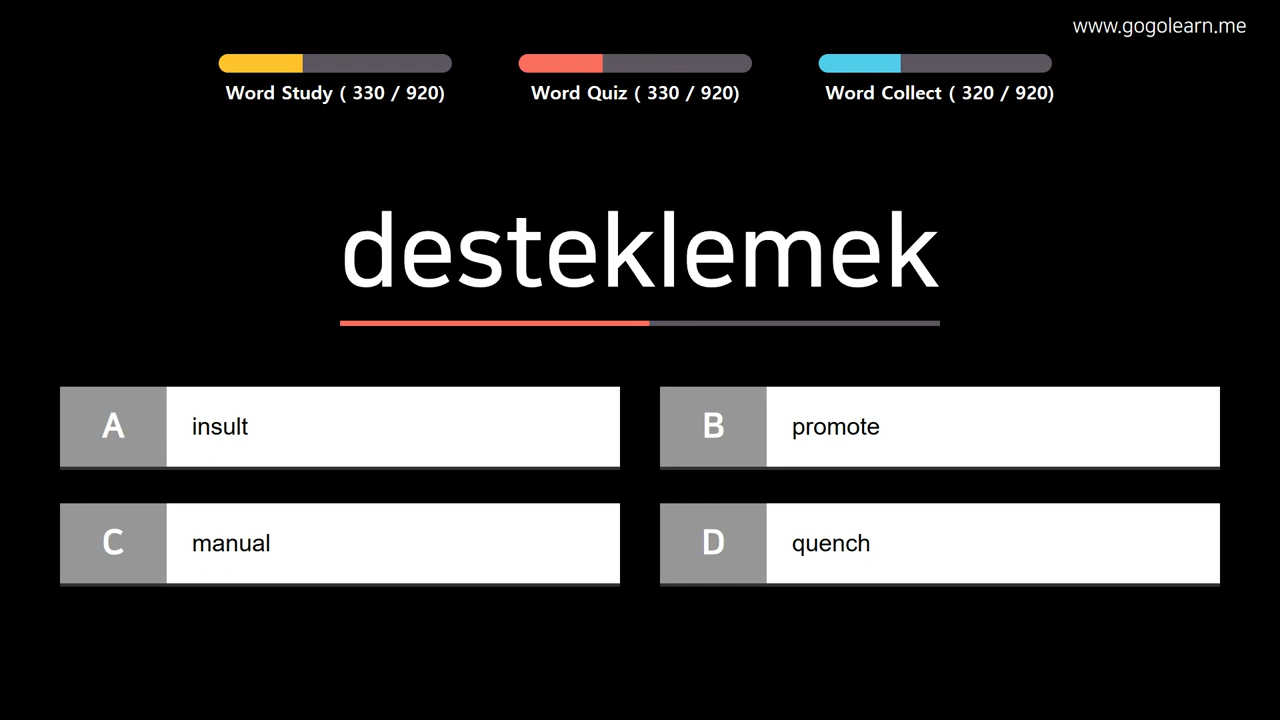 www.gogolearn.me
Word Study ( 330 / 920)
Word Quiz ( 330 / 920)
Word Collect ( 320 / 920)
desteklemek
A insult
B promote
C manual
D quench